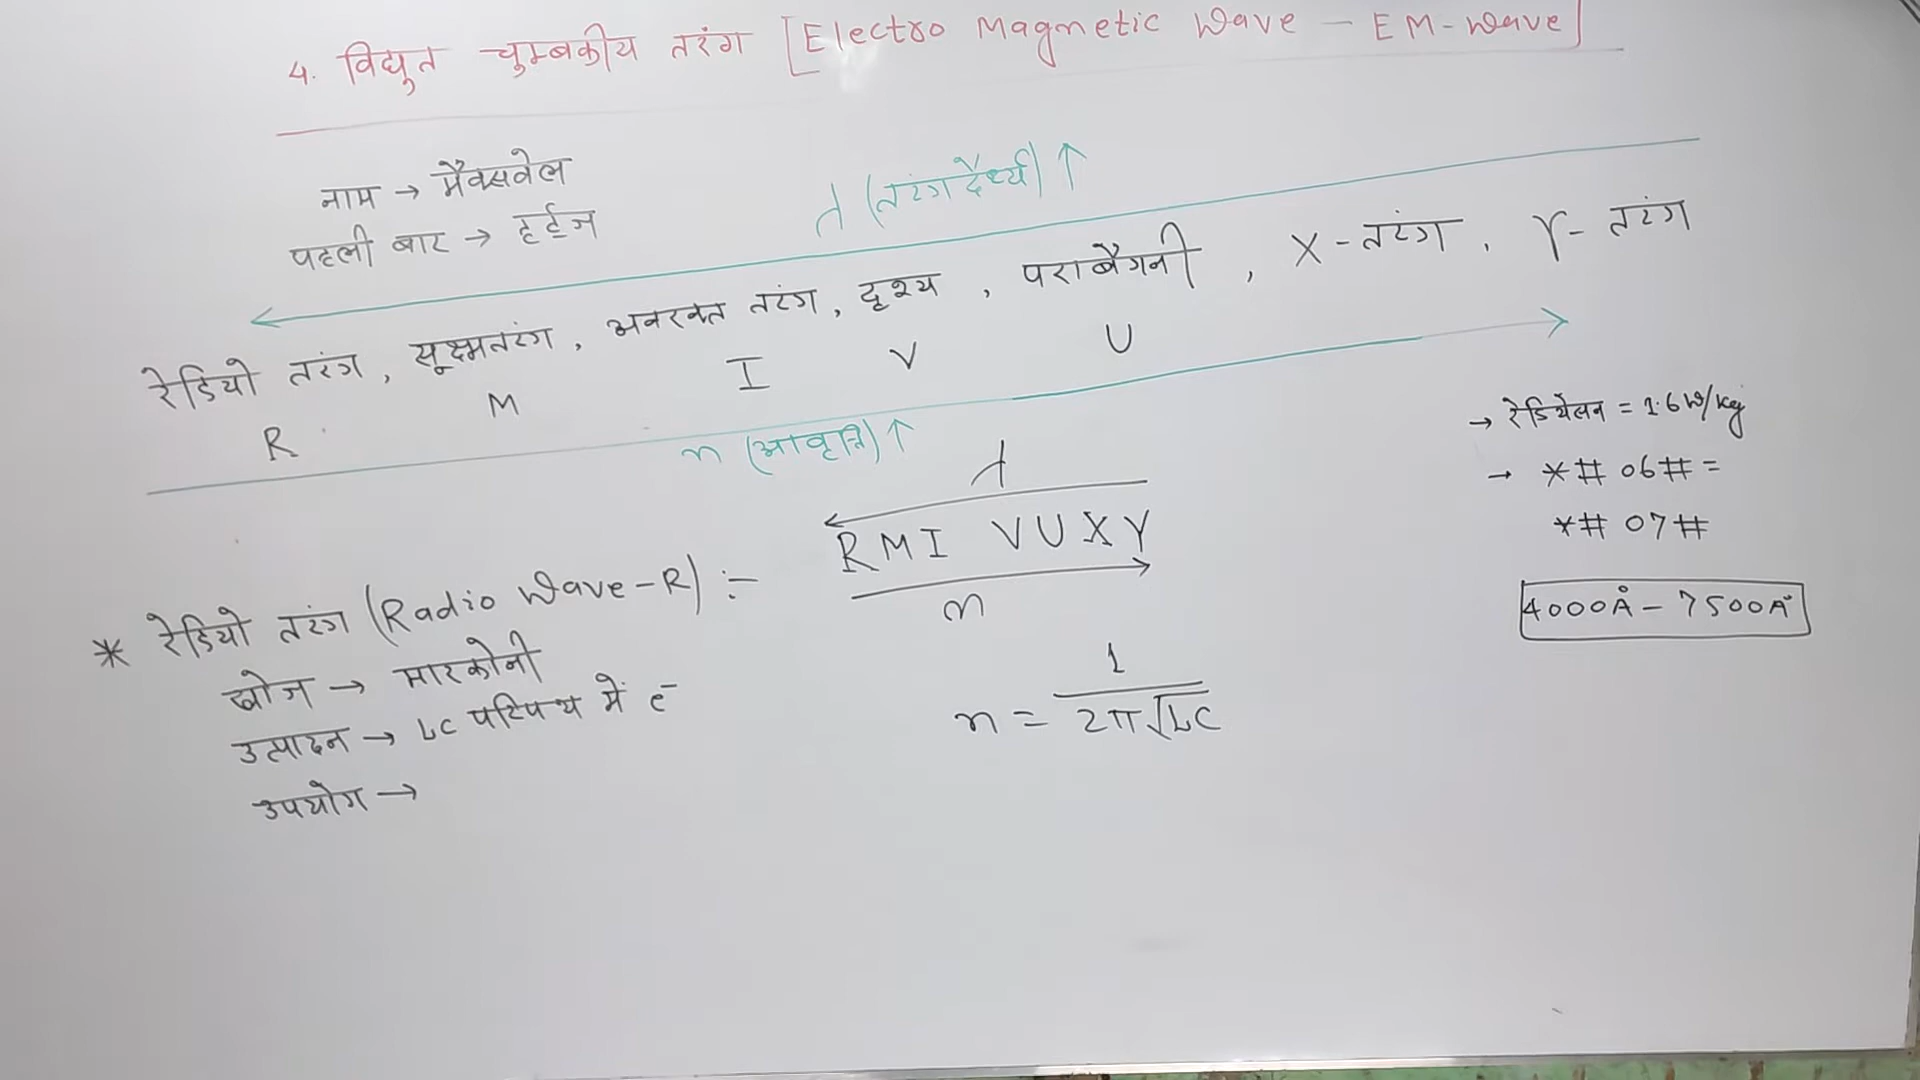 4. विद्युत चुम्बकीय तरंग [Electro Magnetic Wave – EM-Wave]
नाम → मैक्सवेल
पहली बार → हर्ट्ज
λ (तरंगदैर्ध्य) ↑
रेडियो तरंग, सूक्ष्मतरंग, अवरक्त तरंग, दृश्य, पराबैगनी, X-तरंग, γ- तरंग
R M I V U
n (आवृत्ति) ↑
λ
RMI VUXγ
n
→ रेडियेसन = 1.6 W/kg
→ *# 06# =
*# 07#
4000Å – 7500Å
* रेडियो तरंग (Radio Wave-R) :-
खोज → मारकोनी
उत्पादन → LC परिपथ में e⁻
उपयोग →
n = 1/2π√LC